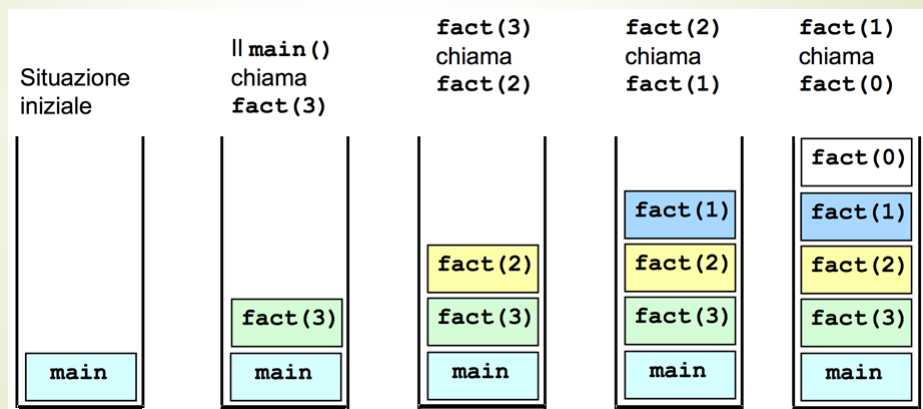 Situazione
iniziale
Il main()
chiama
fact(3)
fact(3)
chiama
fact(2)
fact(2)
chiama
fact(1)
fact(1)
chiama
fact(0)
main
fact(3)
main
fact(2)
fact(3)
main
fact(1)
fact(2)
fact(3)
main
fact(0)
fact(1)
fact(2)
fact(3)
main